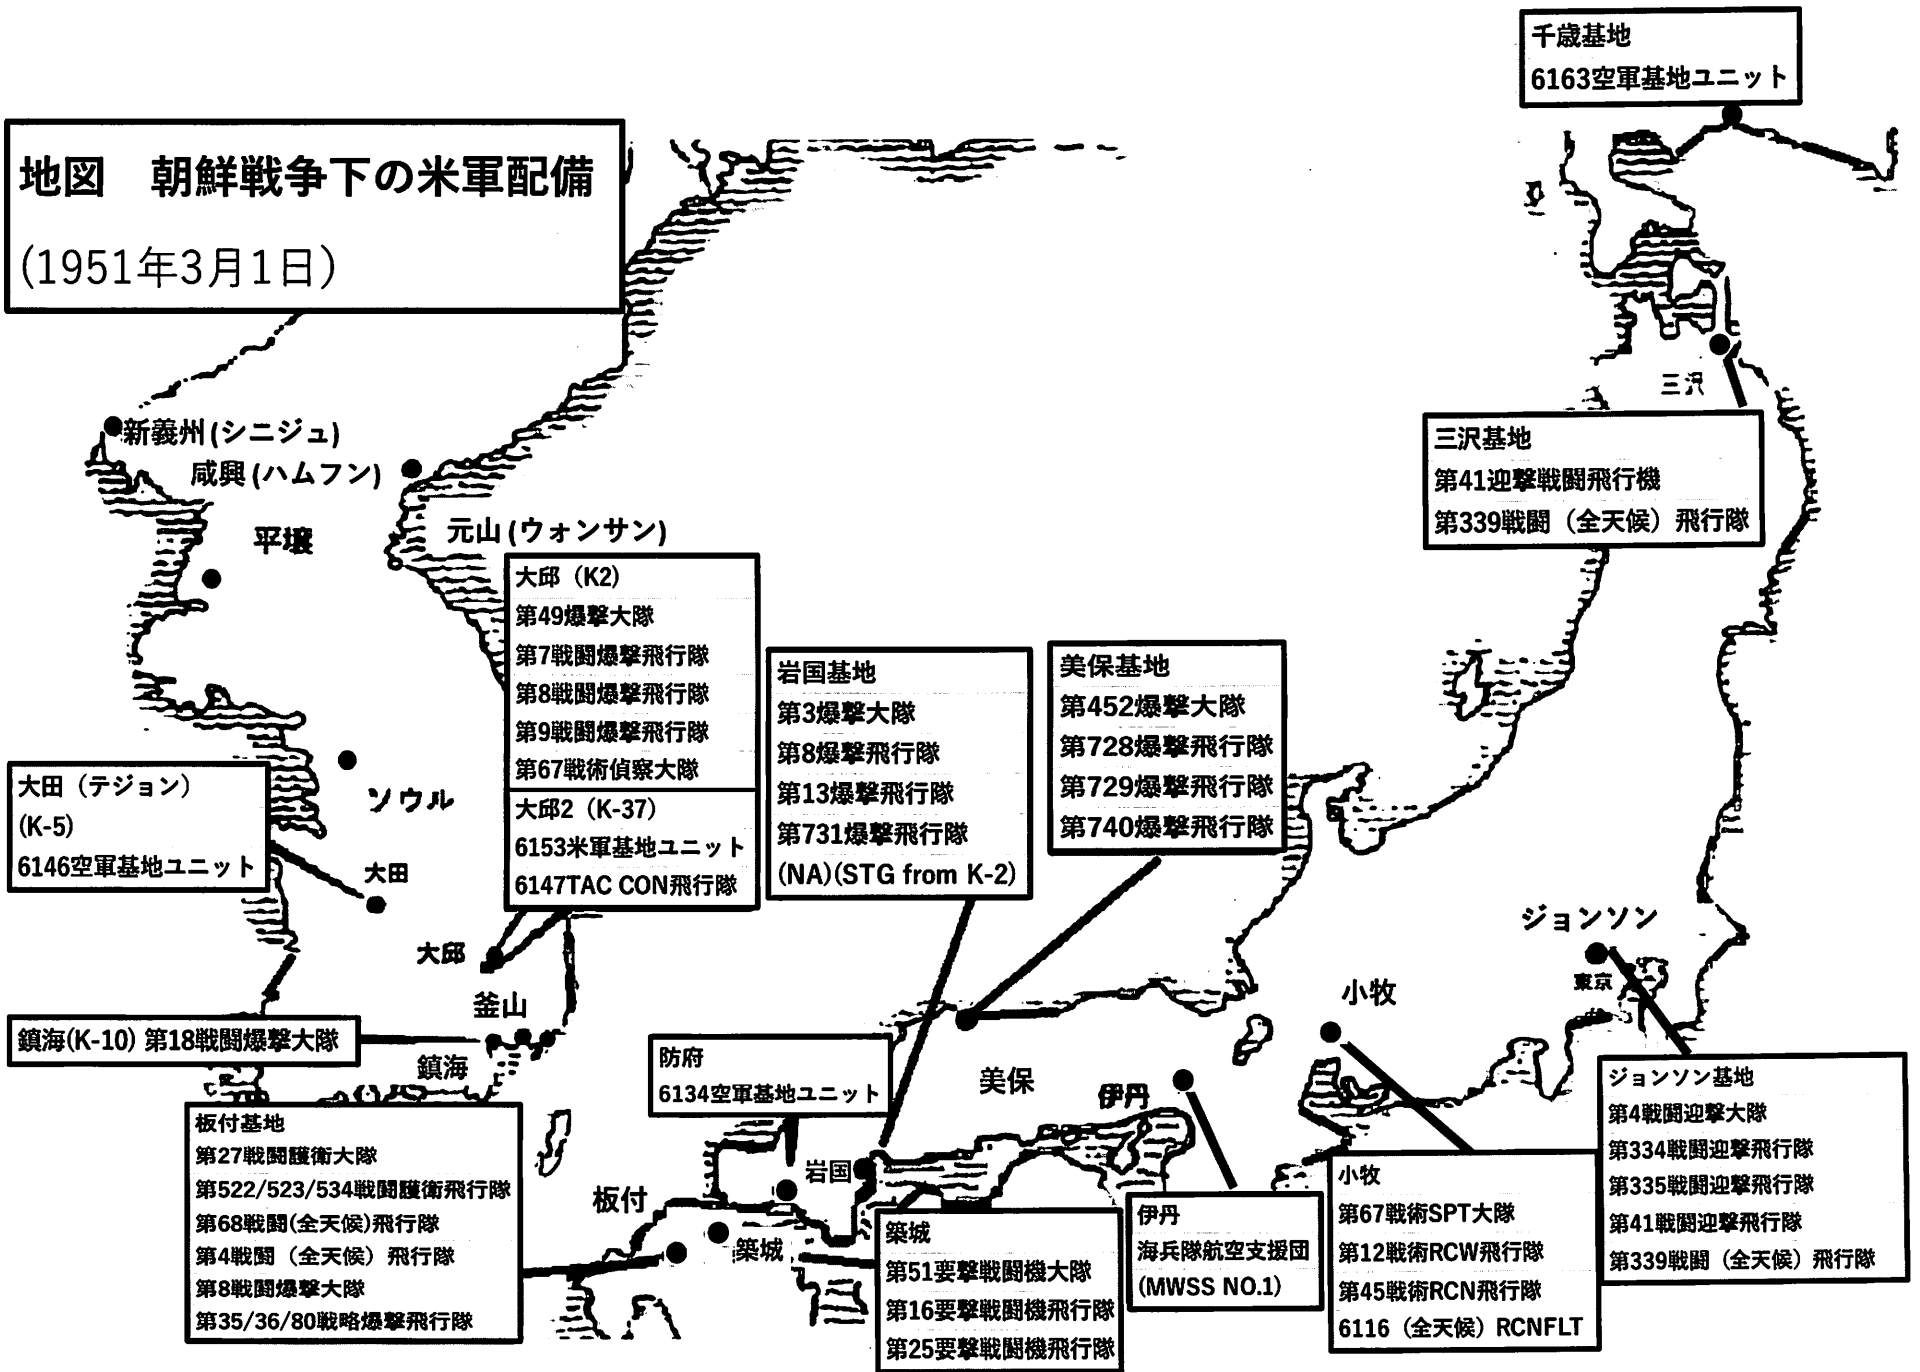 地図　朝鮮戦争下の米軍配備
(1951年3月1日)
千歳基地
6163空軍基地ユニット
新義州(シニジュ)
咸興(ハムフン)
平壌
元山(ウォンサン)
三沢
三沢基地
第41迎撃戦闘飛行機
第339戦闘（全天候）飛行隊
大邱（K2)
第49爆撃大隊
第7戦闘爆撃飛行隊
第8戦闘爆撃飛行隊
第9戦闘爆撃飛行隊
第67戦術偵察大隊
大邱2（K-37)
6153米軍基地ユニット
6147TAC CON飛行隊
岩国基地
第3爆撃大隊
第8爆撃飛行隊
第13爆撃飛行隊
第731爆撃飛行隊
(NA)(STG from K-2)
美保基地
第452爆撃大隊
第728爆撃飛行隊
第729爆撃飛行隊
第740爆撃飛行隊
大田（テジョン）
(K-5)
6146空軍基地ユニット
ソウル
大田
大邱
釜山
鎮海(K-10) 第18戦闘爆撃大隊
鎮海
ジョンソン
東京
小牧
美保
伊丹
防府
6134空軍基地ユニット
岩国
板付
築城
板付基地
第27戦闘護衛大隊
第522/523/534戦闘護衛飛行隊
第68戦闘(全天候)飛行隊
第4戦闘（全天候）飛行隊
第8戦闘爆撃大隊
第35/36/80戦略爆撃飛行隊
築城
第51要撃戦闘機大隊
第16要撃戦闘機飛行隊
第25要撃戦闘機飛行隊
伊丹
海兵隊航空支援団
(MWSS NO.1)
小牧
第67戦術SPT大隊
第12戦術RCW飛行隊
第45戦術RCN飛行隊
6116（全天候）RCNFLT
ジョンソン基地
第4戦闘迎撃大隊
第334戦闘迎撃飛行隊
第335戦闘迎撃飛行隊
第41戦闘迎撃飛行隊
第339戦闘（全天候）飛行隊